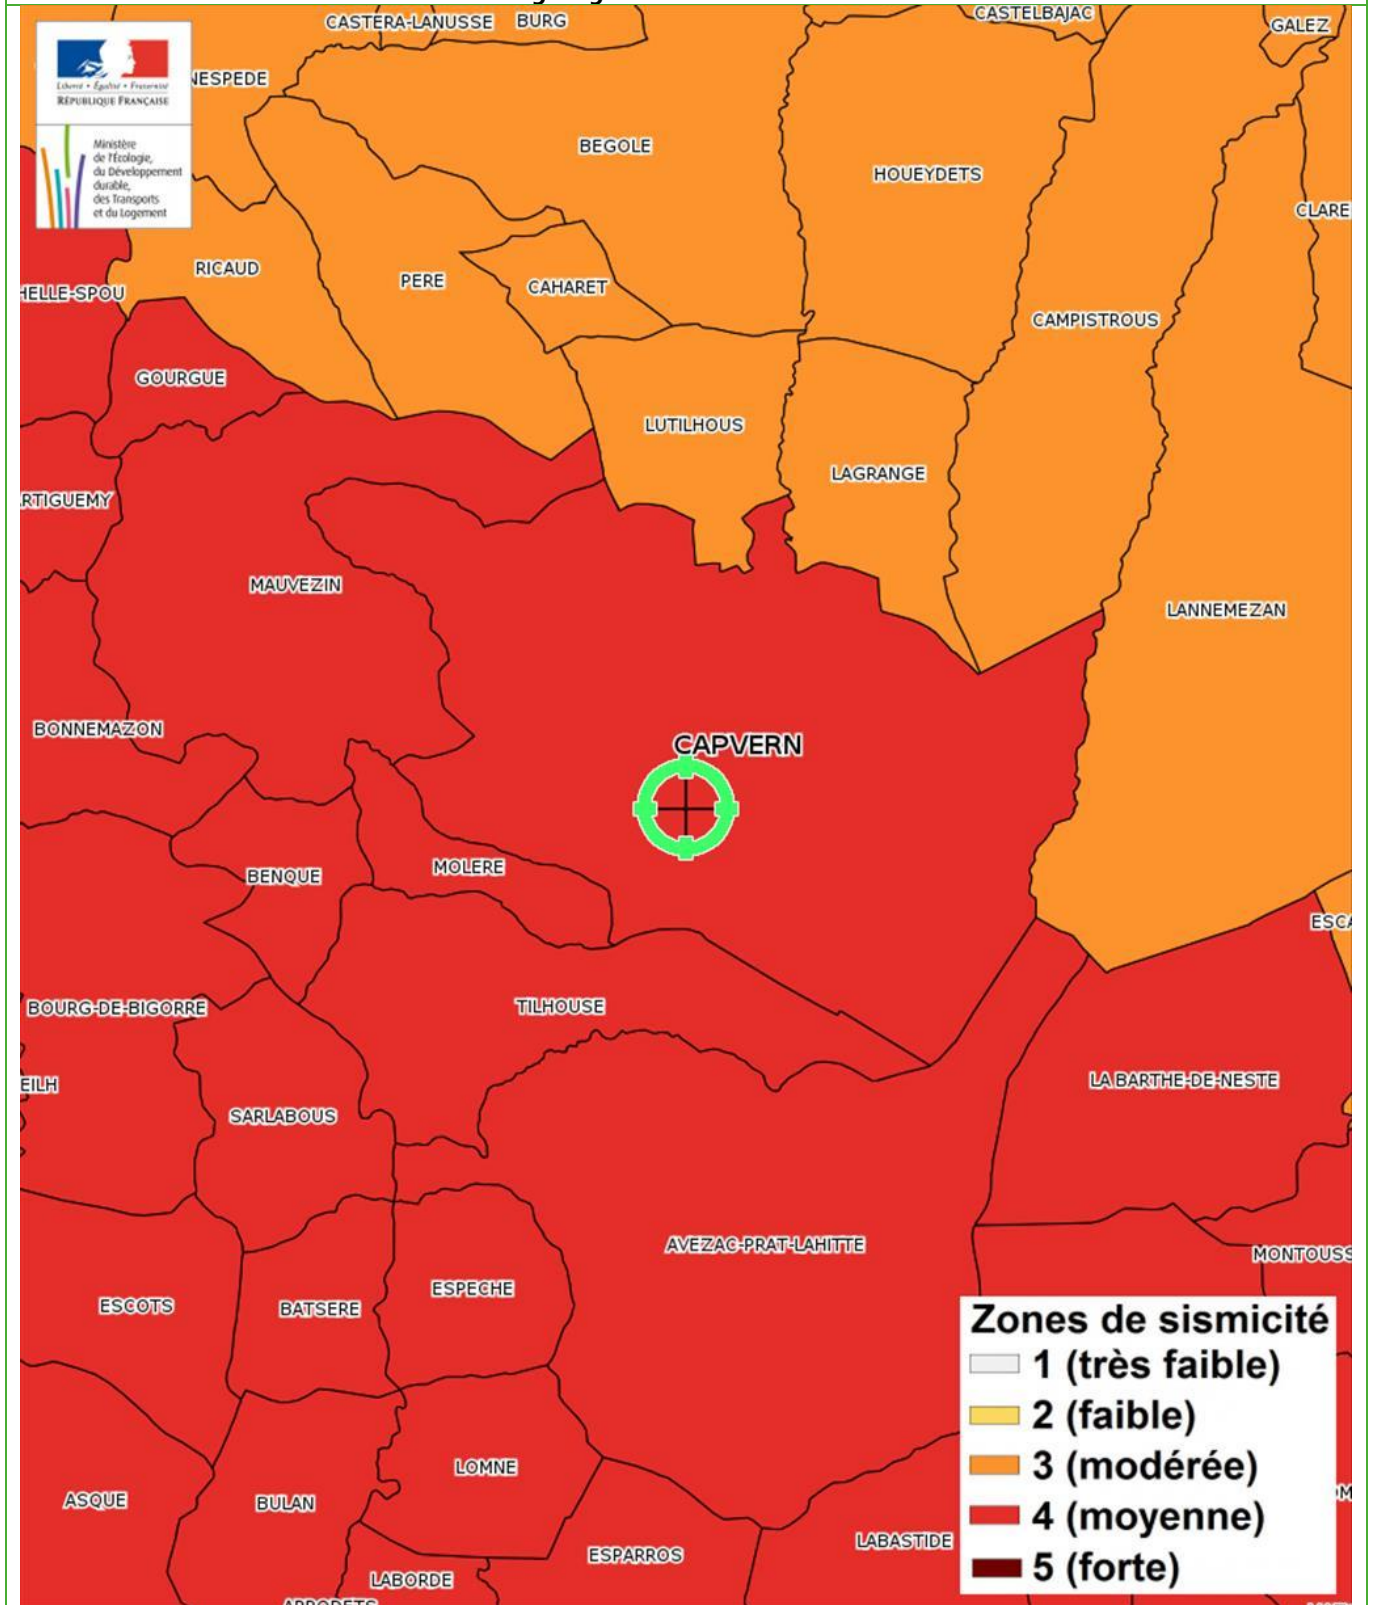 CASTERA-LANUSSE
BURG
CASTELBAJAC
GALEZ
Liberté • Égalité • Fraternité
RÉPUBLIQUE FRANÇAISE
NESPEDE
Ministère
de l'Écologie,
du Développement
durable,
des Transports
et du Logement
BEGOLE
HOUEYDETS
CLARE
RICAUD
PERE
CAHARET
HELLE-SPOU
CAMPISTROUS
GOURGUE
LUTILHOUS
LAGRANGE
RTIGUEMY
MAUVEZIN
LANNEMEZAN
BONNEMAZON
CAPVERN
MOLERE
BENQUE
ESCA
BOURG-DE-BIGORRE
TILHOUSE
EILH
LA BARTHE-DE-NESTE
SARLABOUS
AVEZAC-PRAT-LAHITTE
MONTOUSS
ESPECHE
ESCOTS
BATSERE
Zones de sismicité
1 (très faible)
2 (faible)
3 (modérée)
4 (moyenne)
5 (forte)
LOMNE
ASQUE
BULAN
LABASTIDE
ESPARROS
LABORDE